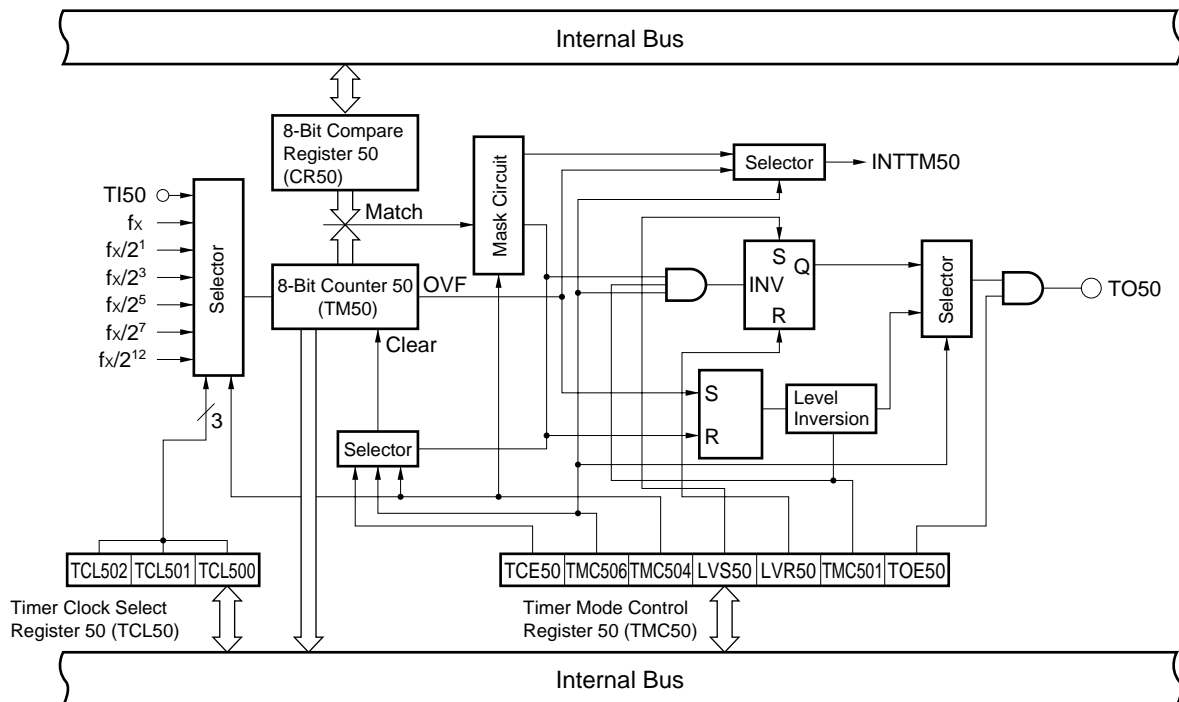 Internal Bus
8-Bit Compare
Register 50
(CR50)
Mask Circuit
Selector
INTTM50
TI50
fX
fX/2¹
fX/2³
fX/2⁵
fX/2⁷
fX/2¹²
Selector
Match
8-Bit Counter 50
(TM50)
OVF
Clear
S
INV
Q
R
Selector
TO50
3
Selector
S
R
Level
Inversion
TCL502 TCL501 TCL500
TCE50 TMC506 TMC504 LVS50 LVR50 TMC501 TOE50
Timer Clock Select
Register 50 (TCL50)
Timer Mode Control
Register 50 (TMC50)
Internal Bus